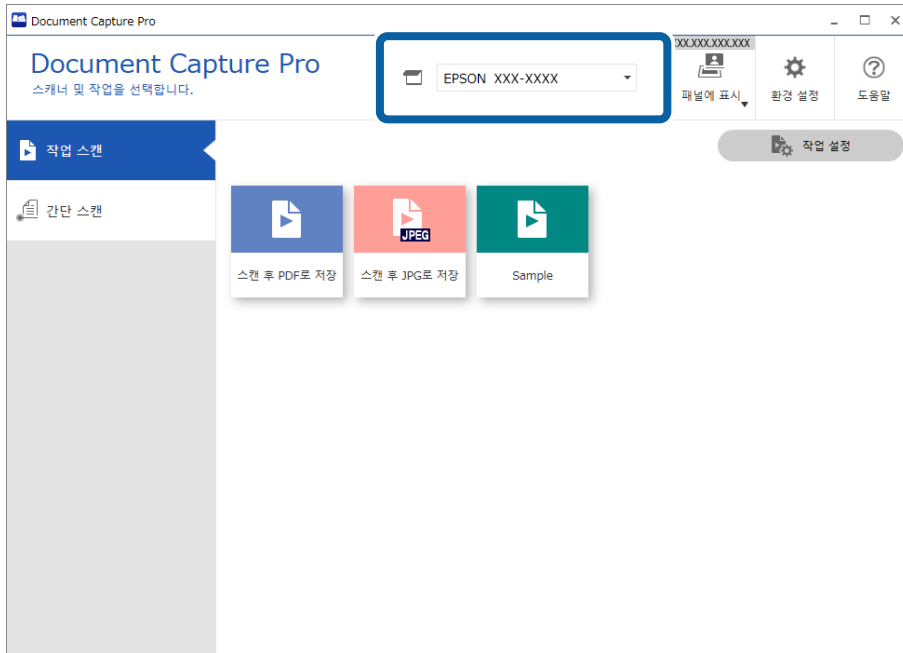 Document Capture Pro
Document Capture Pro
스캐너 및 작업을 선택합니다.
EPSON XXX-XXXX
XXX.XXX.XXX.XXX
패널에 표시
환경 설정
도움말
작업 스캔
작업 설정
간단 스캔
JPEG
스캔 후 PDF로 저장
스캔 후 JPG로 저장
Sample